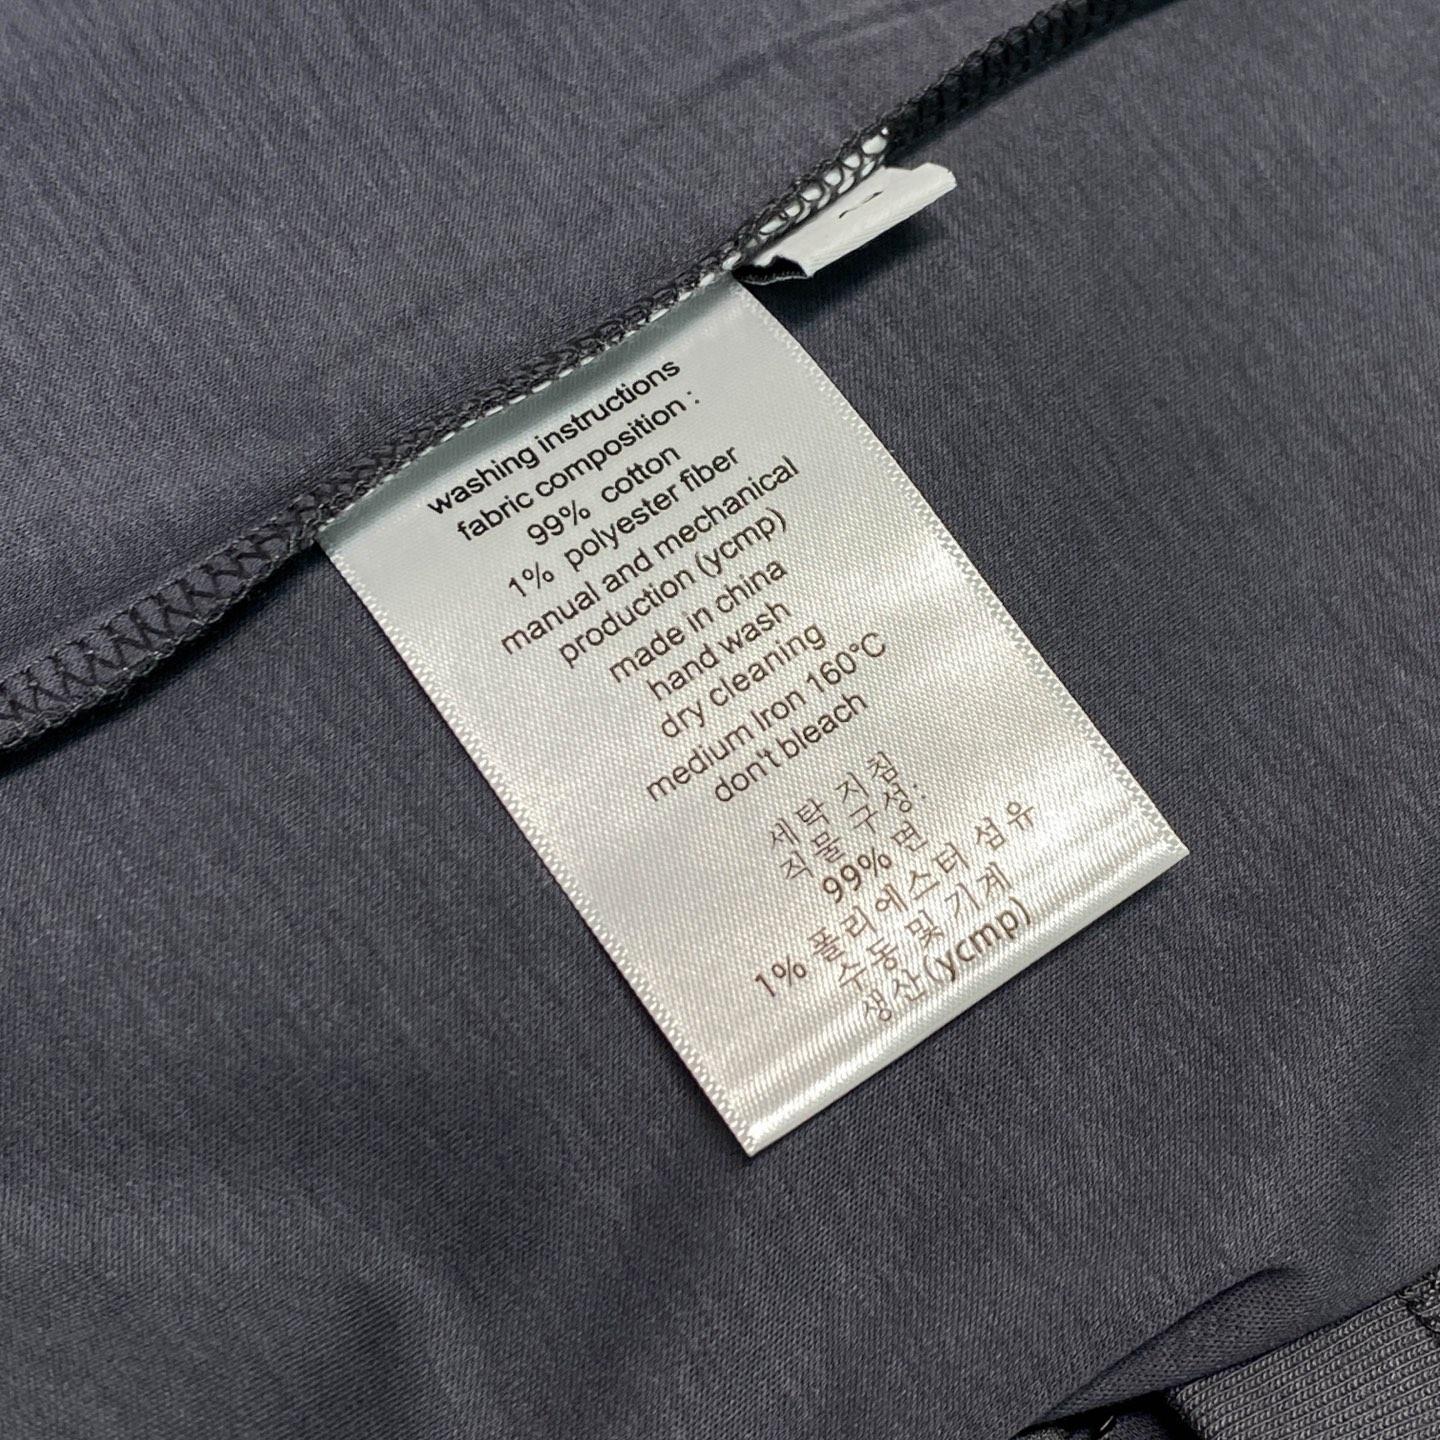 washing instructions
fabric composition :
99% cotton
1% polyester fiber
manual and mechanical
production (ycmp)
made in china
hand wash
dry cleaning
medium Iron 160°C
don't bleach
세탁 지침
직물 구성:
99% 면
1% 폴리에스터 섬유
수동 및 기계
생산(ycmp)